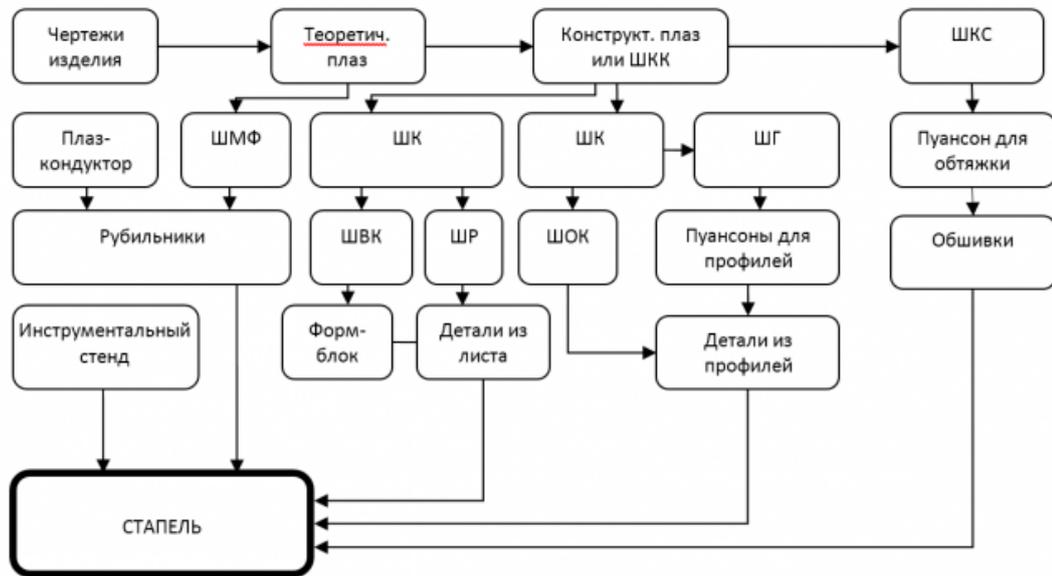 Чертежи
изделия
Теоретич.
плаз
Конструкт. плаз
или ШКК
ШКС
Плаз-
кондуктор
ШМФ
ШК
ШК
ШГ
Пуансон для
обтяжки
Рубильники
ШВК
ШР
ШОК
Пуансоны для
профилей
Обшивки
Инструментальный
стенд
Форм-
блок
Детали из
листа
Детали из
профилей
СТАПЕЛЬ